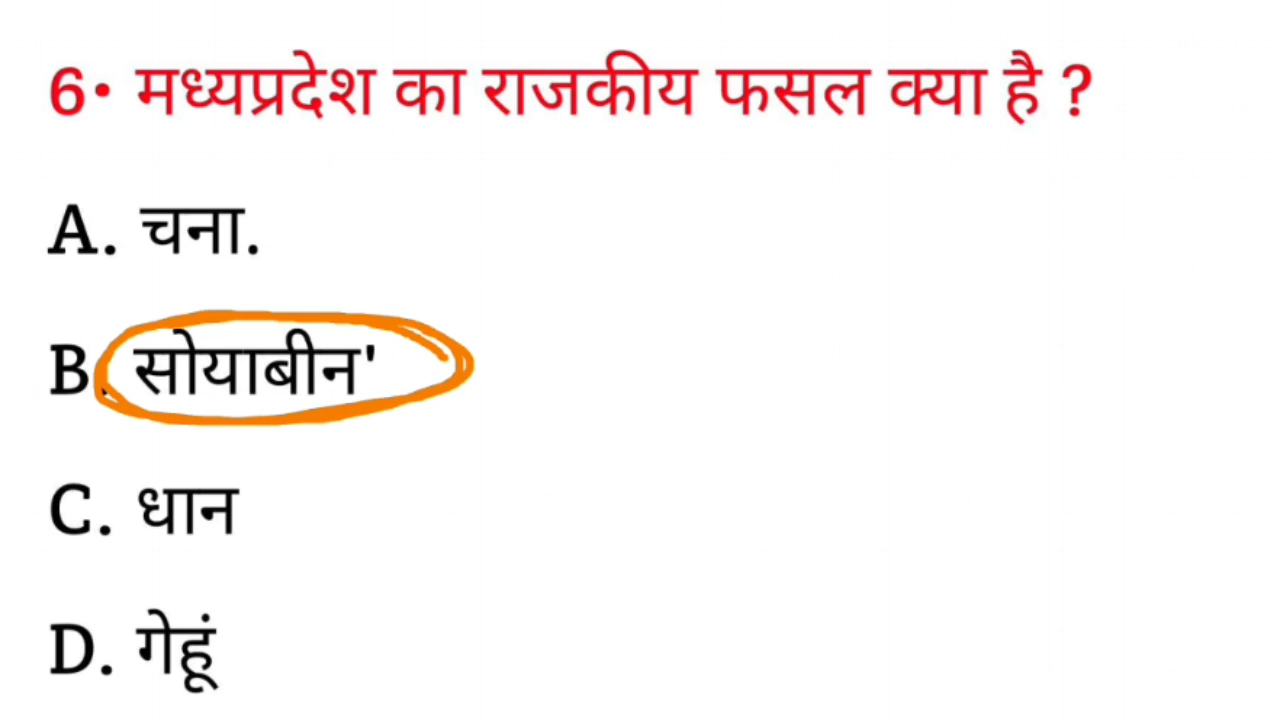 6• मध्यप्रदेश का राजकीय फसल क्या है ?
A. चना.
B. सोयाबीन'
C. धान
D. गेहूं